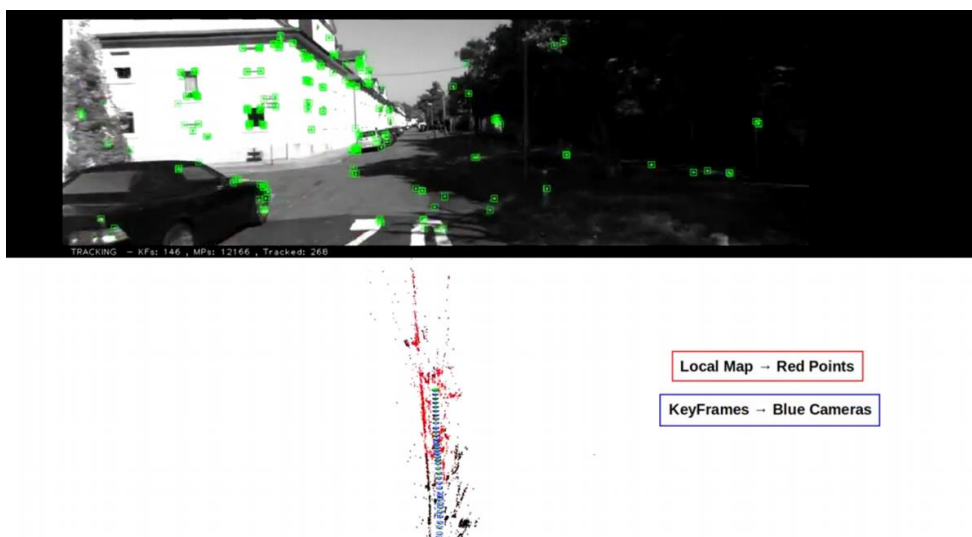 TRACKING - KFs: 146 , MPs: 12166 , Tracked: 268
Local Map → Red Points
KeyFrames → Blue Cameras